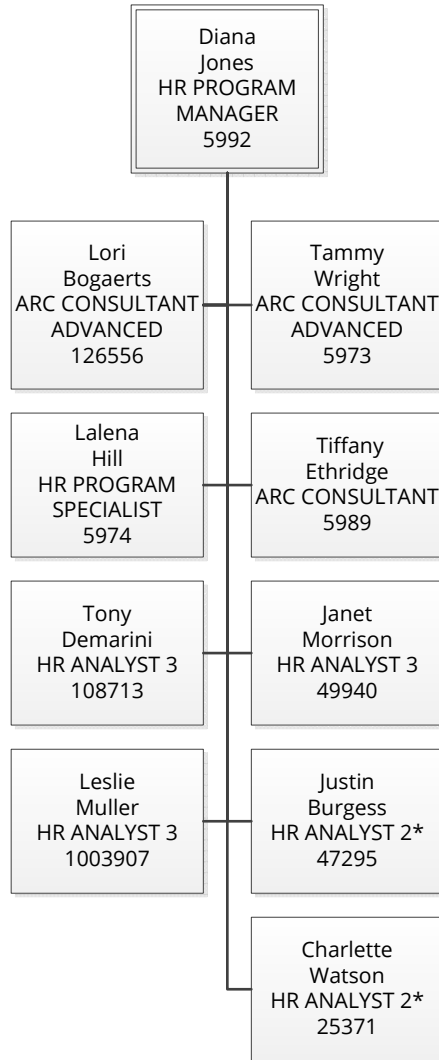 Diana
Jones
HR PROGRAM
MANAGER
5992
Lori
Bogaerts
ARC CONSULTANT
ADVANCED
126556
Tammy
Wright
ARC CONSULTANT
ADVANCED
5973
Lalena
Hill
HR PROGRAM
SPECIALIST
5974
Tiffany
Ethridge
ARC CONSULTANT
5989
Tony
Demarini
HR ANALYST 3
108713
Janet
Morrison
HR ANALYST 3
49940
Leslie
Muller
HR ANALYST 3
1003907
Justin
Burgess
HR ANALYST 2*
47295
Charlette
Watson
HR ANALYST 2*
25371